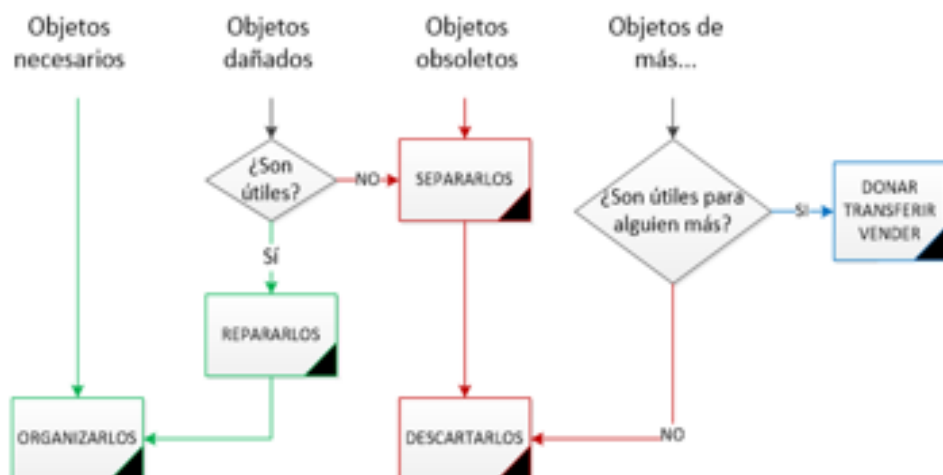 Objetos
necesarios
Objetos
dañados
Objetos
obsoletos
Objetos de
más...
¿Son
útiles?
NO
SEPARARLOS
¿Son útiles para
alguien más?
SI
DONAR
TRANSFERIR
VENDER
Sí
REPARARLOS
ORGANIZARLOS
DESCARTARLOS
NO